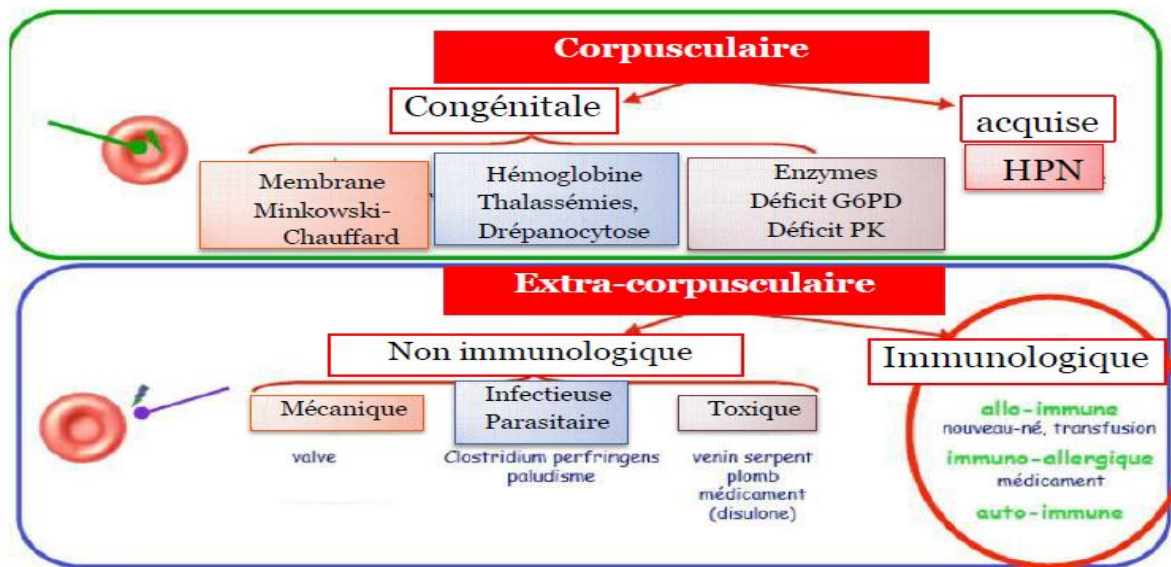 Corpusculaire
Congénitale
acquise
HPN
Membrane
Minkowski-
Chauffard
Hémoglobine
Thalassémies,
Drépanocytose
Enzymes
Déficit G6PD
Déficit PK
Extra-corpusculaire
Non immunologique
Immunologique
Mécanique
valve
Infectieuse
Parasitaire
Clostridium perfringens
paludisme
Toxique
venin serpent
plomb
médicament
(disulone)
allo-immune
nouveau-né, transfusion
immuno-allergique
médicament
auto-immune